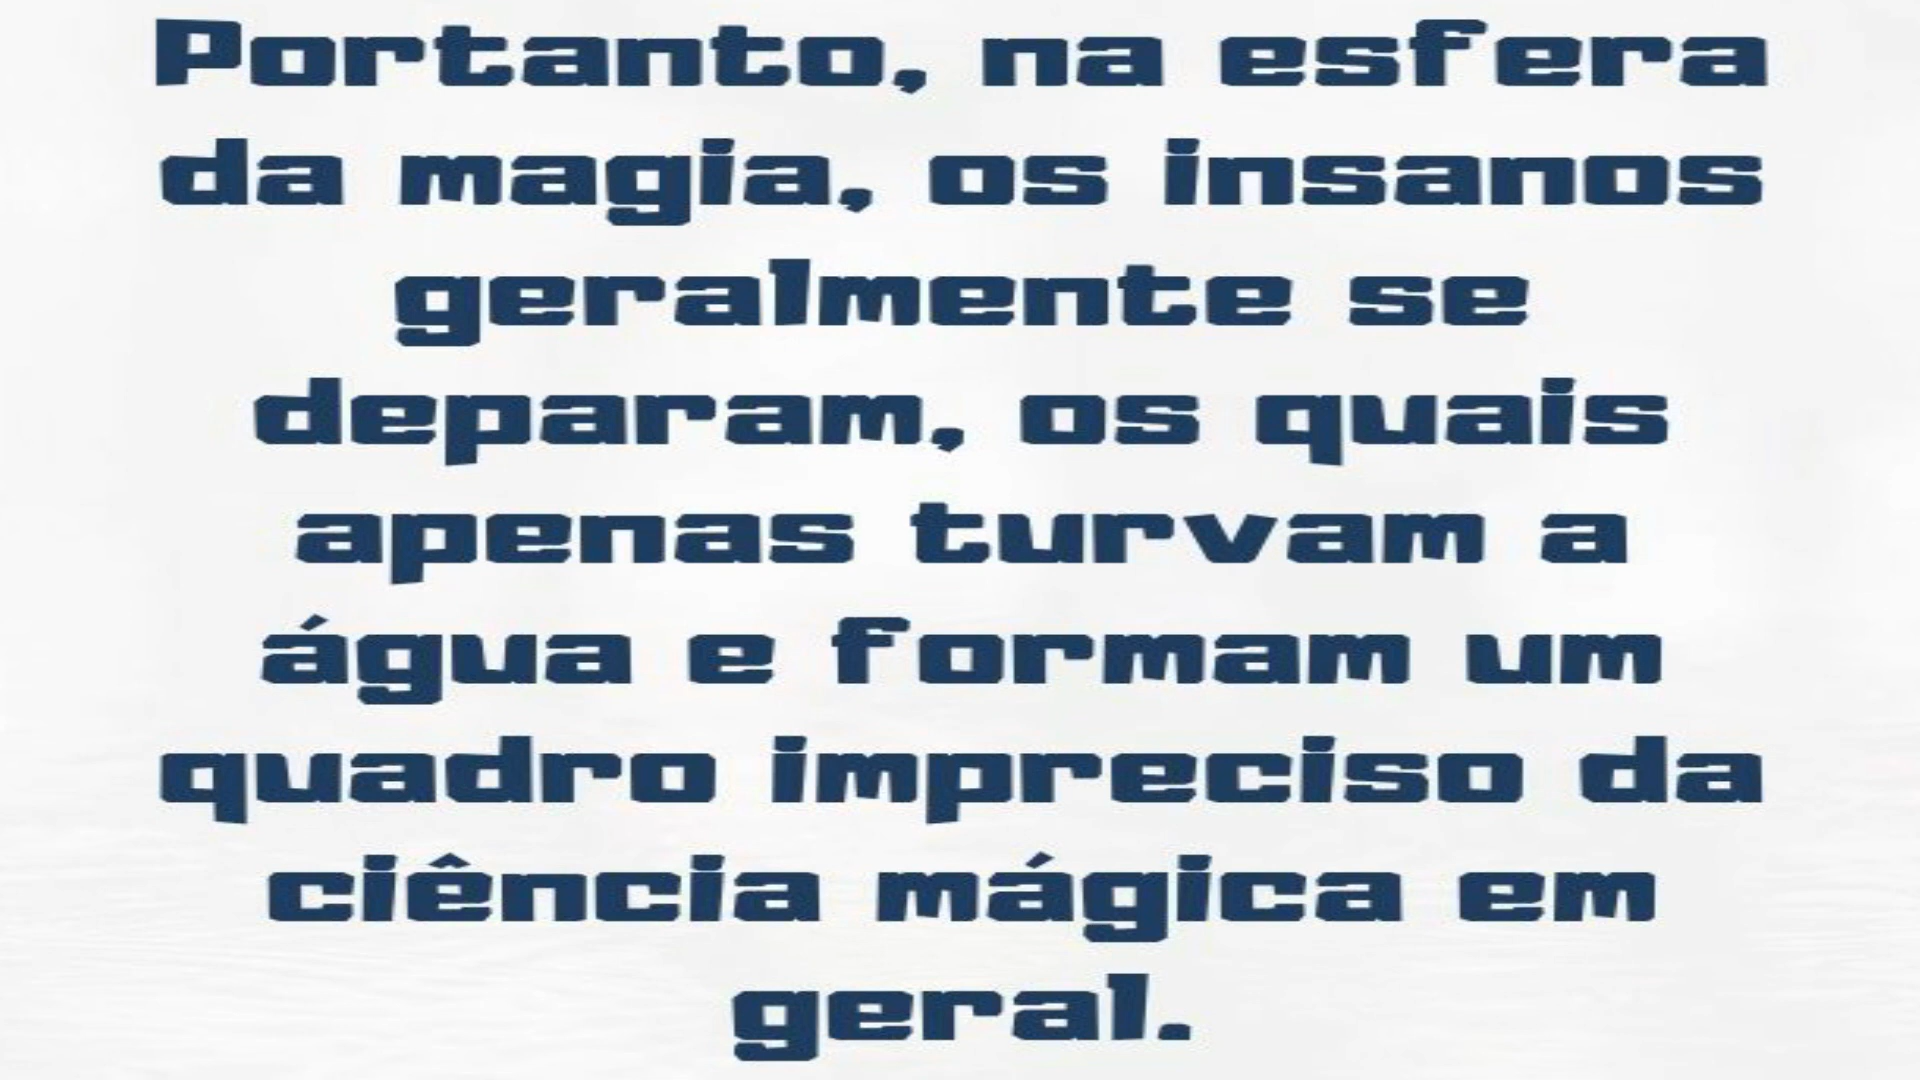 Portanto, na esfera
da magia, os insanos
geralmente se
deparam, os quais
apenas turvam a
água e formam um
quadro impreciso da
ciência mágica em
geral.